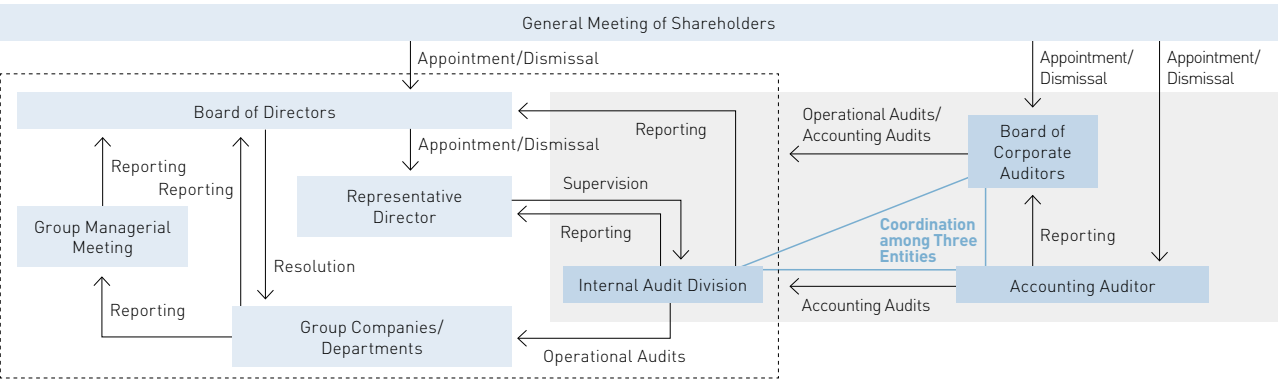 General Meeting of Shareholders
Appointment/Dismissal
Appointment/
Dismissal
Appointment/
Dismissal
Board of Directors
Operational Audits/
Accounting Audits
Board of
Corporate
Auditors
Reporting
Appointment/Dismissal
Reporting
Reporting
Representative
Director
Supervision
Group Managerial
Meeting
Reporting
Coordination
among Three
Entities
Reporting
Resolution
Internal Audit Division
Accounting Auditor
Reporting
Accounting Audits
Group Companies/
Departments
Operational Audits